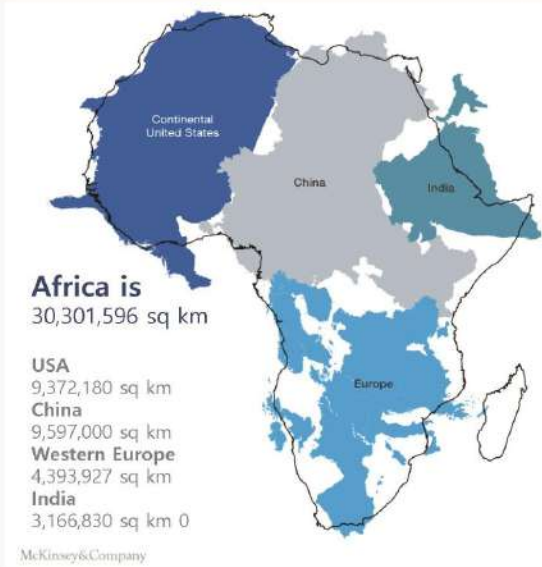 Continental
United States
China
India
Africa is
30,301,596 sq km
Europe
USA
9,372,180 sq km
China
9,597,000 sq km
Western Europe
4,393,927 sq km
India
3,166,830 sq km 0
McKinsey&Company